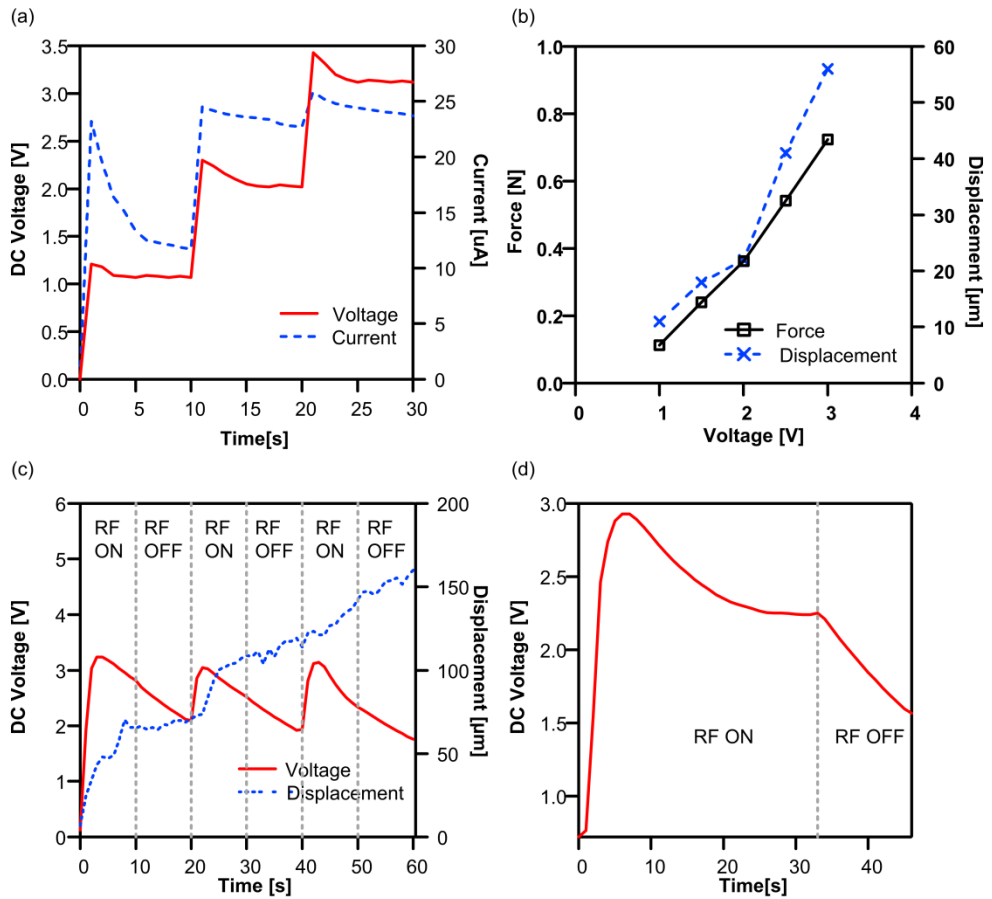 (a)
3.5
3.0
2.5
2.0
1.5
1.0
0.5
0.0
DC Voltage [V]
30
25
20
15
10
5
0
Current [uA]
Voltage
Current
0 5 10 15 20 25 30
Time[s]
(b)
1.0
0.8
0.6
0.4
0.2
0.0
Force [N]
60
50
40
30
20
10
0
Displacement [µm]
Force
Displacement
0 1 2 3 4
Voltage [V]
(c)
6
5
4
3
2
1
0
DC Voltage [V]
200
150
100
50
0
Displacement [µm]
RF RF RF RF RF RF
ON OFF ON OFF ON OFF
Voltage
Displacement
0 10 20 30 40 50 60
Time [s]
(d)
3.0
2.5
2.0
1.5
1.0
DC Voltage [V]
RF ON RF OFF
0 10 20 30 40
Time[s]